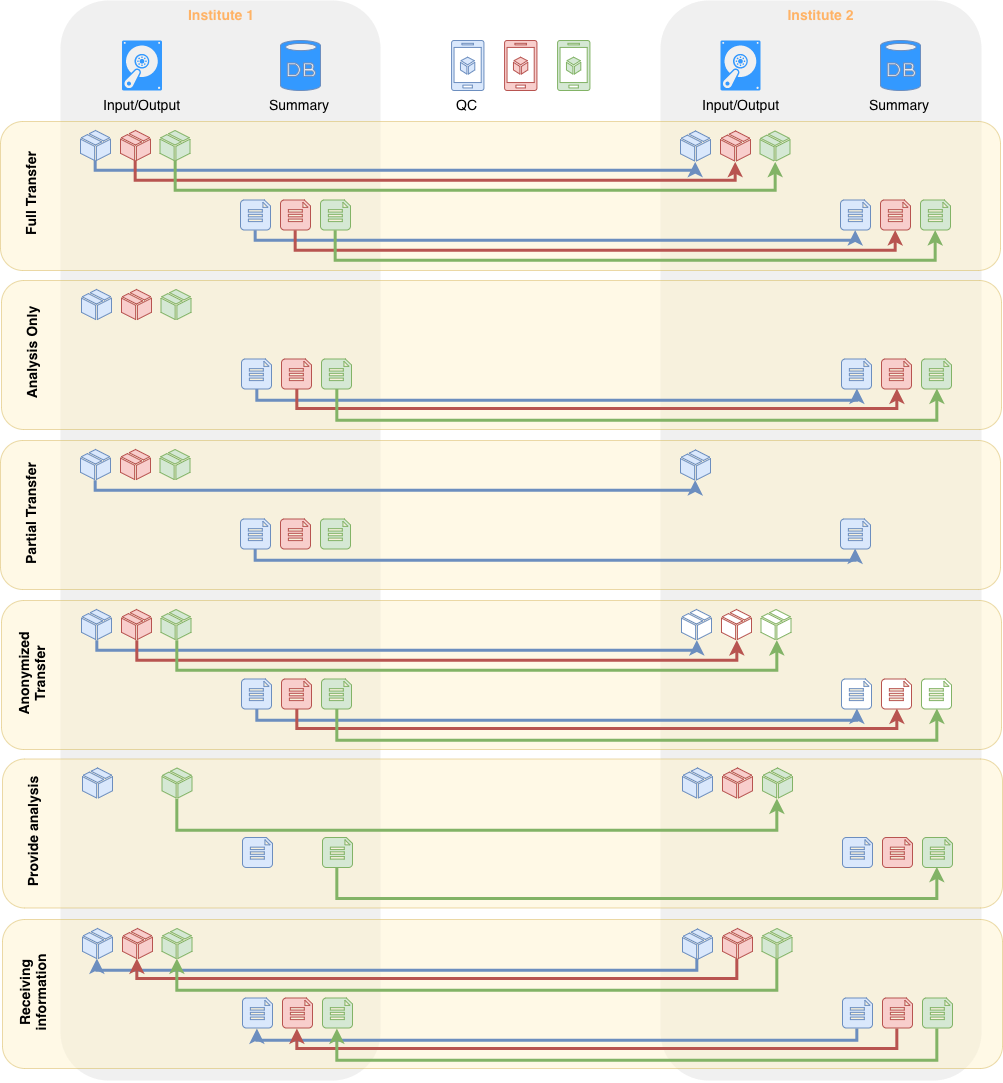 Institute 1
Institute 2
DB
DB
Input/Output
Summary
QC
Input/Output
Summary
Full Transfer
Analysis Only
Partial Transfer
Anonymized
Transfer
Provide analysis
Receiving
information